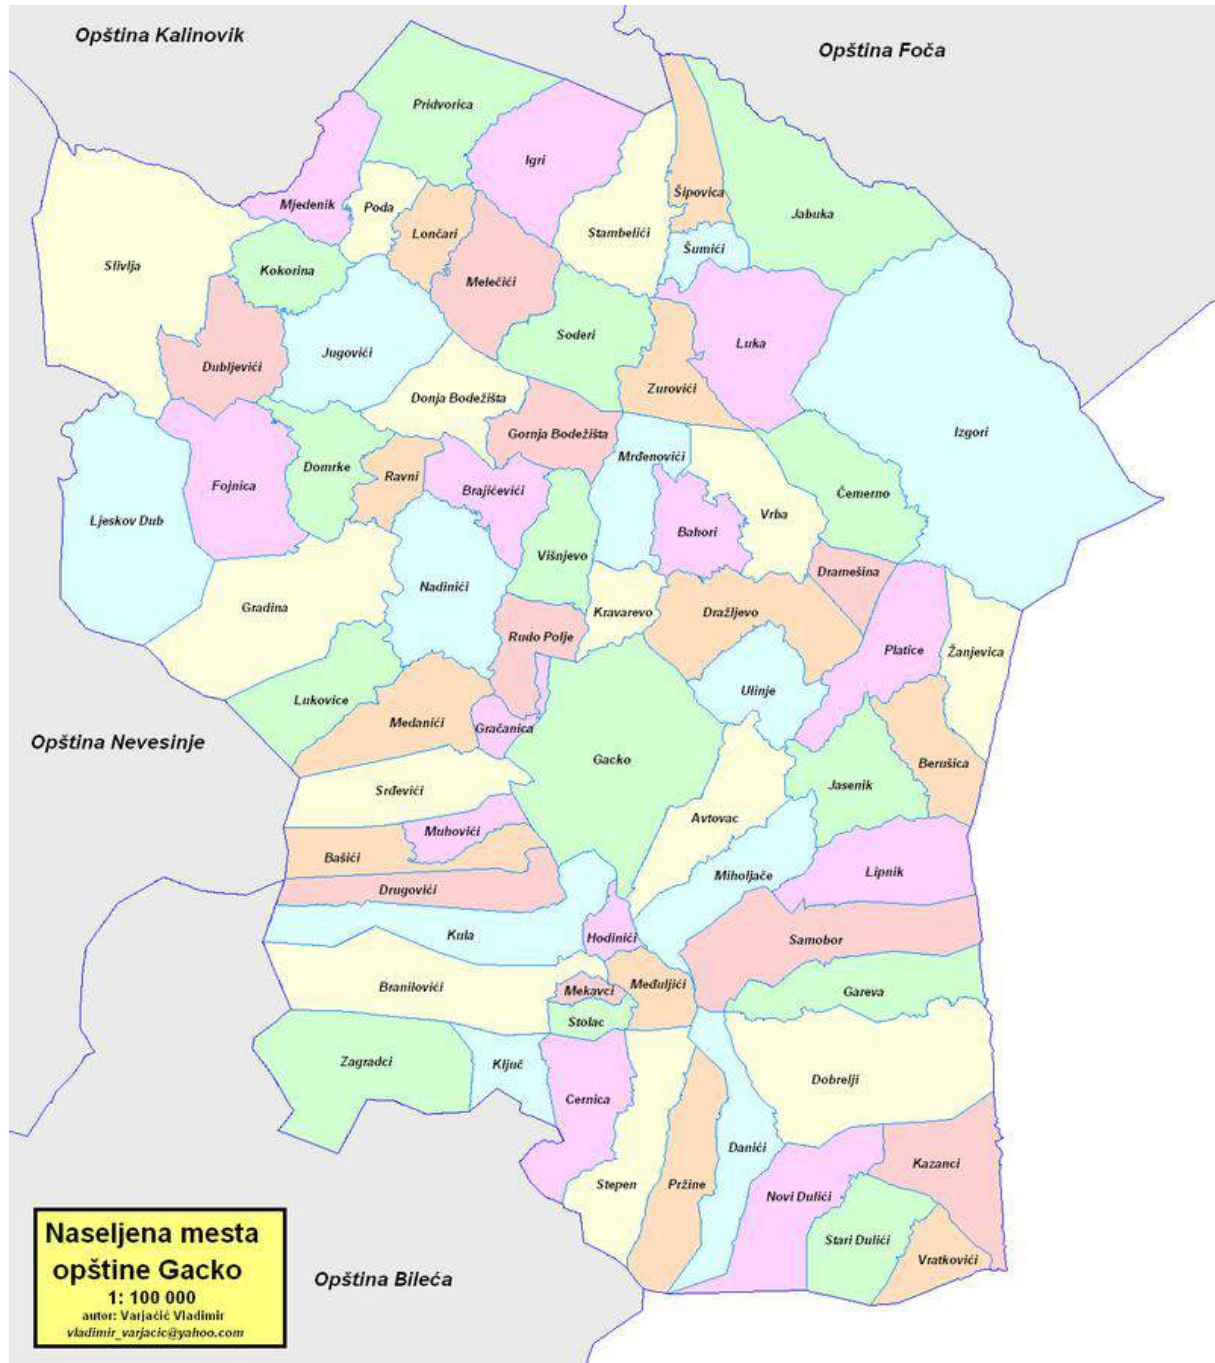 Opština Kalinovik
Opština Foča
Pridvorica
Igri
Šipovica
Jabuka
Mjedenik
Poda
Lončari
Stambelići
Šumići
Slivlja
Kokorina
Melečići
Soderi
Luka
Jugovići
Dubljevići
Donja Bodežišta
Zurovići
Izgori
Gornja Bodežišta
Mrđenovići
Domrke
Ravni
Fojnica
Brajićevići
Čemerno
Vrba
Ljeskov Dub
Bahori
Višnjevo
Dramešina
Nadinići
Gradina
Kravarevo
Dražljevo
Rudo Polje
Platice
Žanjevica
Ulinje
Lukovice
Medanići
Gračanica
Opština Nevesinje
Gacko
Berušica
Srđevići
Jasenik
Avtovac
Muhovići
Bašići
Miholjače
Lipnik
Drugovići
Kula
Hodinići
Samobor
Branilovići
Mekavci
Međuljići
Gareva
Stolac
Zagradci
Ključ
Dobrelji
Cernica
Danići
Kazanci
Stepen
Pržine
Novi Dulići
Stari Dulići
Vratkovići
Opština Bileća
Naseljena mesta
opštine Gacko
1: 100 000
autor: Varjačić Vladimir
vladimir_varjacic@yahoo.com